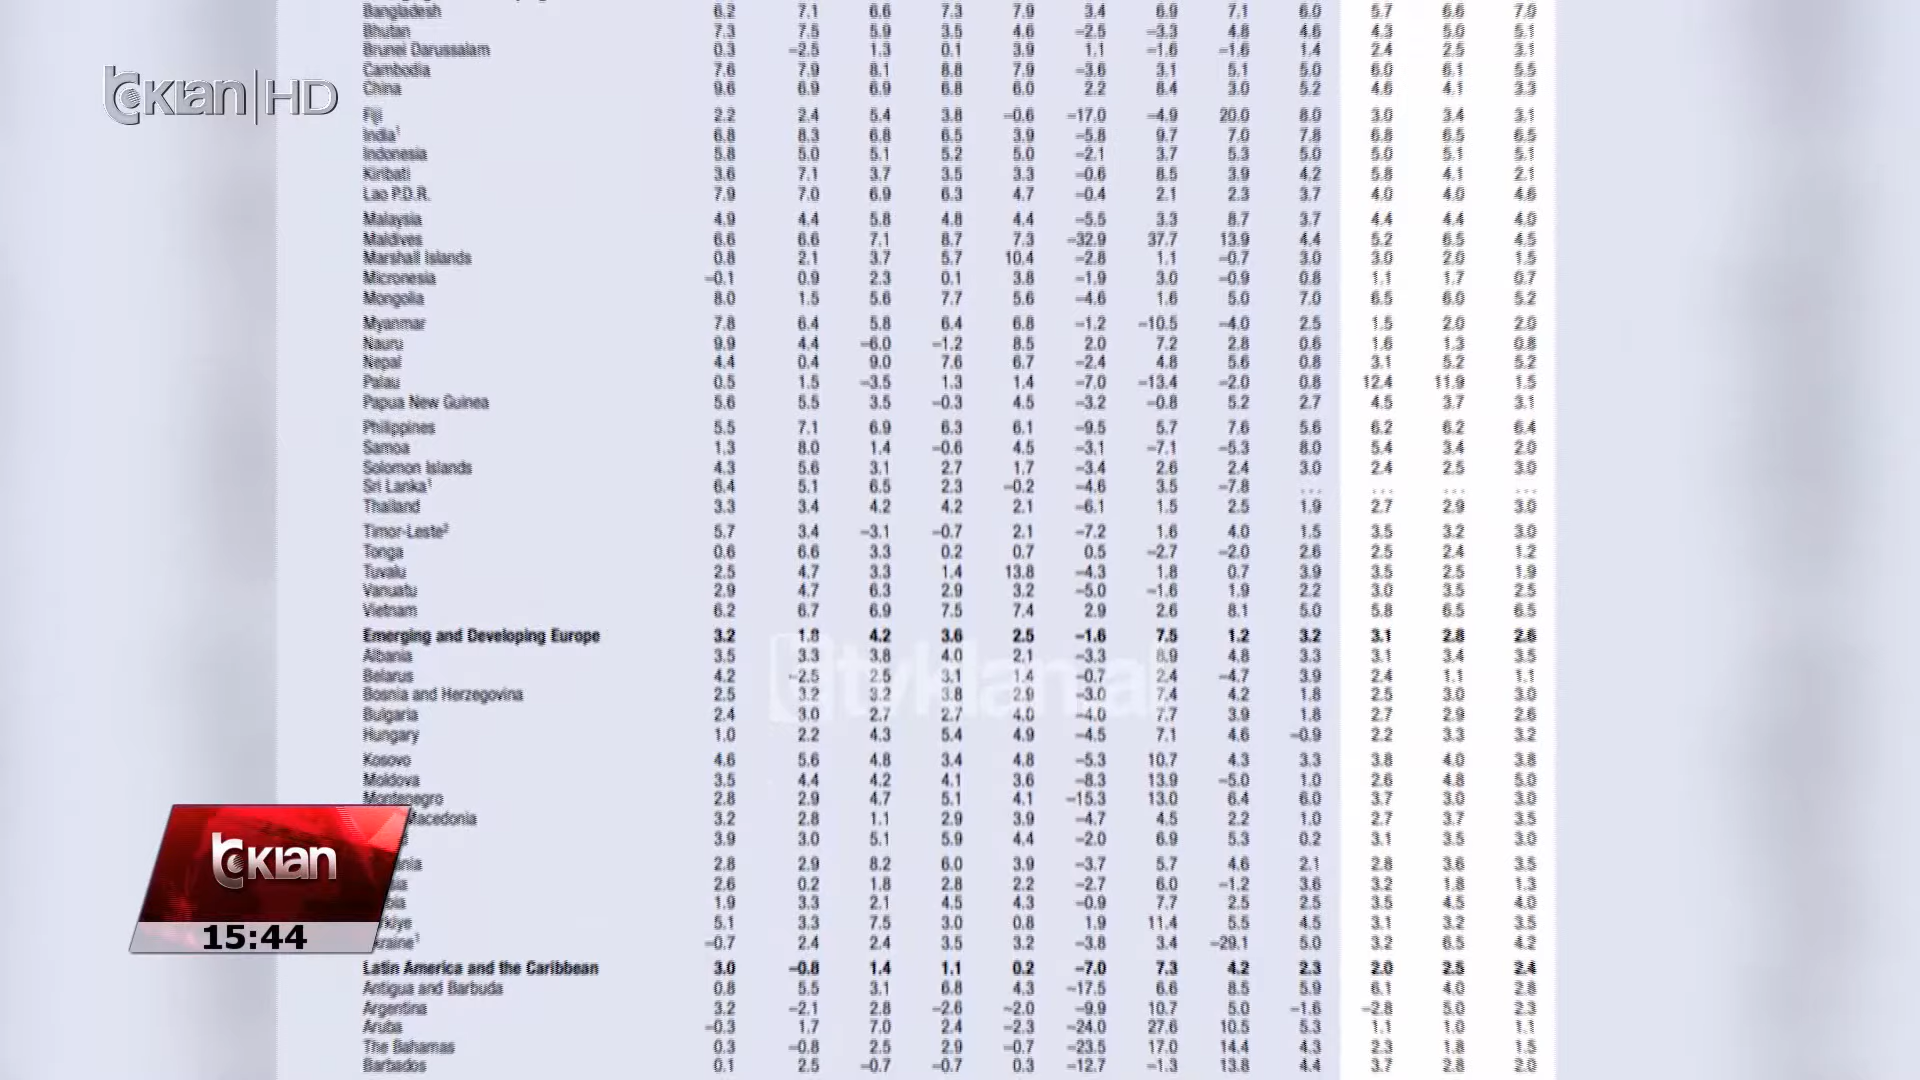 Bangladesh 6.2 7.1 6.6 7.3 7.9 3.4 6.9 7.1 6.0 5.7 6.6 7.0
Bhutan 7.3 7.5 5.9 3.5 4.6 –2.5 –3.3 4.8 4.6 4.3 5.0 5.1
Brunei Darussalam 0.3 –2.5 1.3 0.1 3.9 1.1 –1.6 –1.6 1.4 2.4 2.5 3.1
Cambodia 7.6 7.9 8.1 8.8 7.9 –3.6 3.1 5.1 5.0 6.0 6.1 5.5
China 9.6 6.9 6.9 6.8 6.0 2.2 8.4 3.0 5.2 4.6 4.1 3.3
Fiji 2.2 2.4 5.4 3.8 –0.6 –17.0 –4.9 20.0 8.0 3.0 3.4 3.1
India¹ 6.8 8.3 6.8 6.5 3.9 –5.8 9.7 7.0 7.8 6.8 6.5 6.5
Indonesia 5.8 5.0 5.1 5.2 5.0 –2.1 3.7 5.3 5.0 5.0 5.1 5.1
Kiribati 3.6 7.1 3.7 3.5 3.3 –0.6 8.5 3.9 4.2 5.8 4.1 2.1
Lao P.D.R. 7.9 7.0 6.9 6.3 4.7 –0.4 2.1 2.3 3.7 4.0 4.0 4.6
Malaysia 4.9 4.4 5.8 4.8 4.4 –5.5 3.3 8.7 3.7 4.4 4.4 4.0
Maldives 6.6 6.6 7.1 8.7 7.3 –32.9 37.7 13.9 4.4 5.2 6.5 4.5
Marshall Islands 0.8 2.1 3.7 5.7 10.4 –2.8 1.1 –0.7 3.0 3.0 2.0 1.5
Micronesia –0.1 0.9 2.3 0.1 3.8 –1.9 3.0 –0.9 0.8 1.1 1.7 0.7
Mongolia 8.0 1.5 5.6 7.7 5.6 –4.6 1.6 5.0 7.0 6.5 6.0 5.2
Myanmar 7.8 6.4 5.8 6.4 6.8 –1.2 –10.5 –4.0 2.5 1.5 2.0 2.0
Nauru 9.9 4.4 –6.0 –1.2 8.5 2.0 7.2 2.8 0.6 1.6 1.3 0.8
Nepal 4.4 0.4 9.0 7.6 6.7 –2.4 4.8 5.6 0.8 3.1 5.2 5.2
Palau 0.5 1.5 –3.5 1.3 1.4 –7.0 –13.4 –2.0 0.8 12.4 11.9 1.5
Papua New Guinea 5.6 5.5 3.5 –0.3 4.5 –3.2 –0.8 5.2 2.7 4.5 3.7 3.1
Philippines 5.5 7.1 6.9 6.3 6.1 –9.5 5.7 7.6 5.6 6.2 6.2 6.4
Samoa 1.3 8.0 1.4 –0.6 4.5 –3.1 –7.1 –5.3 8.0 5.4 3.4 2.0
Solomon Islands 4.3 5.6 3.1 2.7 1.7 –3.4 2.6 2.4 3.0 2.4 2.5 3.0
Sri Lanka¹ 6.4 5.1 6.5 2.3 –0.2 –4.6 3.5 –7.8 ... ... ... ...
Thailand 3.3 3.4 4.2 4.2 2.1 –6.1 1.5 2.5 1.9 2.7 2.9 3.0
Timor-Leste² 5.7 3.4 –3.1 –0.7 2.1 –7.2 1.6 4.0 1.5 3.5 3.2 3.0
Tonga 0.6 6.6 3.3 0.2 0.7 0.5 –2.7 –2.0 2.6 2.5 2.4 1.2
Tuvalu 2.5 4.7 3.3 1.4 13.8 –4.3 1.8 0.7 3.9 3.5 2.5 1.9
Vanuatu 2.9 4.7 6.3 2.9 3.2 –5.0 –1.6 1.9 2.2 3.0 3.5 2.5
Vietnam 6.2 6.7 6.9 7.5 7.4 2.9 2.6 8.1 5.0 5.8 6.5 6.5
Emerging and Developing Europe 3.2 1.8 4.2 3.6 2.5 –1.6 7.5 1.2 3.2 3.1 2.8 2.6
Albania 3.5 3.3 3.8 4.0 2.1 –3.3 8.9 4.8 3.3 3.1 3.4 3.5
Belarus 4.2 –2.5 2.5 3.1 1.4 –0.7 2.4 –4.7 3.9 2.4 1.1 1.1
Bosnia and Herzegovina 2.5 3.2 3.2 3.8 2.9 –3.0 7.4 4.2 1.8 2.5 3.0 3.0
Bulgaria 2.4 3.0 2.7 2.7 4.0 –4.0 7.7 3.9 1.8 2.7 2.9 2.6
Hungary 1.0 2.2 4.3 5.4 4.9 –4.5 7.1 4.6 –0.9 2.2 3.3 3.2
Kosovo 4.6 5.6 4.8 3.4 4.8 –5.3 10.7 4.3 3.3 3.8 4.0 3.8
Moldova 3.5 4.4 4.2 4.1 3.6 –8.3 13.9 –5.0 1.0 2.6 4.8 5.0
Montenegro 2.8 2.9 4.7 5.1 4.1 –15.3 13.0 6.4 6.0 3.7 3.0 3.0
Macedonia 3.2 2.8 1.1 2.9 3.9 –4.7 4.5 2.2 1.0 2.7 3.7 3.5
3.9 3.0 5.1 5.9 4.4 –2.0 6.9 5.3 0.2 3.1 3.5 3.0
nia 2.8 2.9 8.2 6.0 3.9 –3.7 5.7 4.6 2.1 2.8 3.6 3.5
ia 2.6 0.2 1.8 2.8 2.2 –2.7 6.0 –1.2 3.6 3.2 1.8 1.3
bia 1.9 3.3 2.1 4.5 4.3 –0.9 7.7 2.5 2.5 3.5 4.5 4.0
kiye 5.1 3.3 7.5 3.0 0.8 1.9 11.4 5.5 4.5 3.1 3.2 3.5
raine¹ –0.7 2.4 2.4 3.5 3.2 –3.8 3.4 –29.1 5.0 3.2 6.5 4.2
Latin America and the Caribbean 3.0 –0.8 1.4 1.1 0.2 –7.0 7.3 4.2 2.3 2.0 2.5 2.4
Antigua and Barbuda 0.8 5.5 3.1 6.8 4.3 –17.5 6.6 8.5 5.9 6.1 4.0 2.8
Argentina 3.2 –2.1 2.8 –2.6 –2.0 –9.9 10.7 5.0 –1.6 –2.8 5.0 2.3
Aruba –0.3 1.7 7.0 2.4 –2.3 –24.0 27.6 10.5 5.3 1.1 1.0 1.1
The Bahamas 0.3 –0.8 2.5 2.9 –0.7 –23.5 17.0 14.4 4.3 2.3 1.8 1.5
Barbados 0.1 2.5 –0.7 –0.7 0.3 –12.7 –1.3 13.8 4.4 3.7 2.8 2.0
tvklan.al
klan HD
klan
15:44